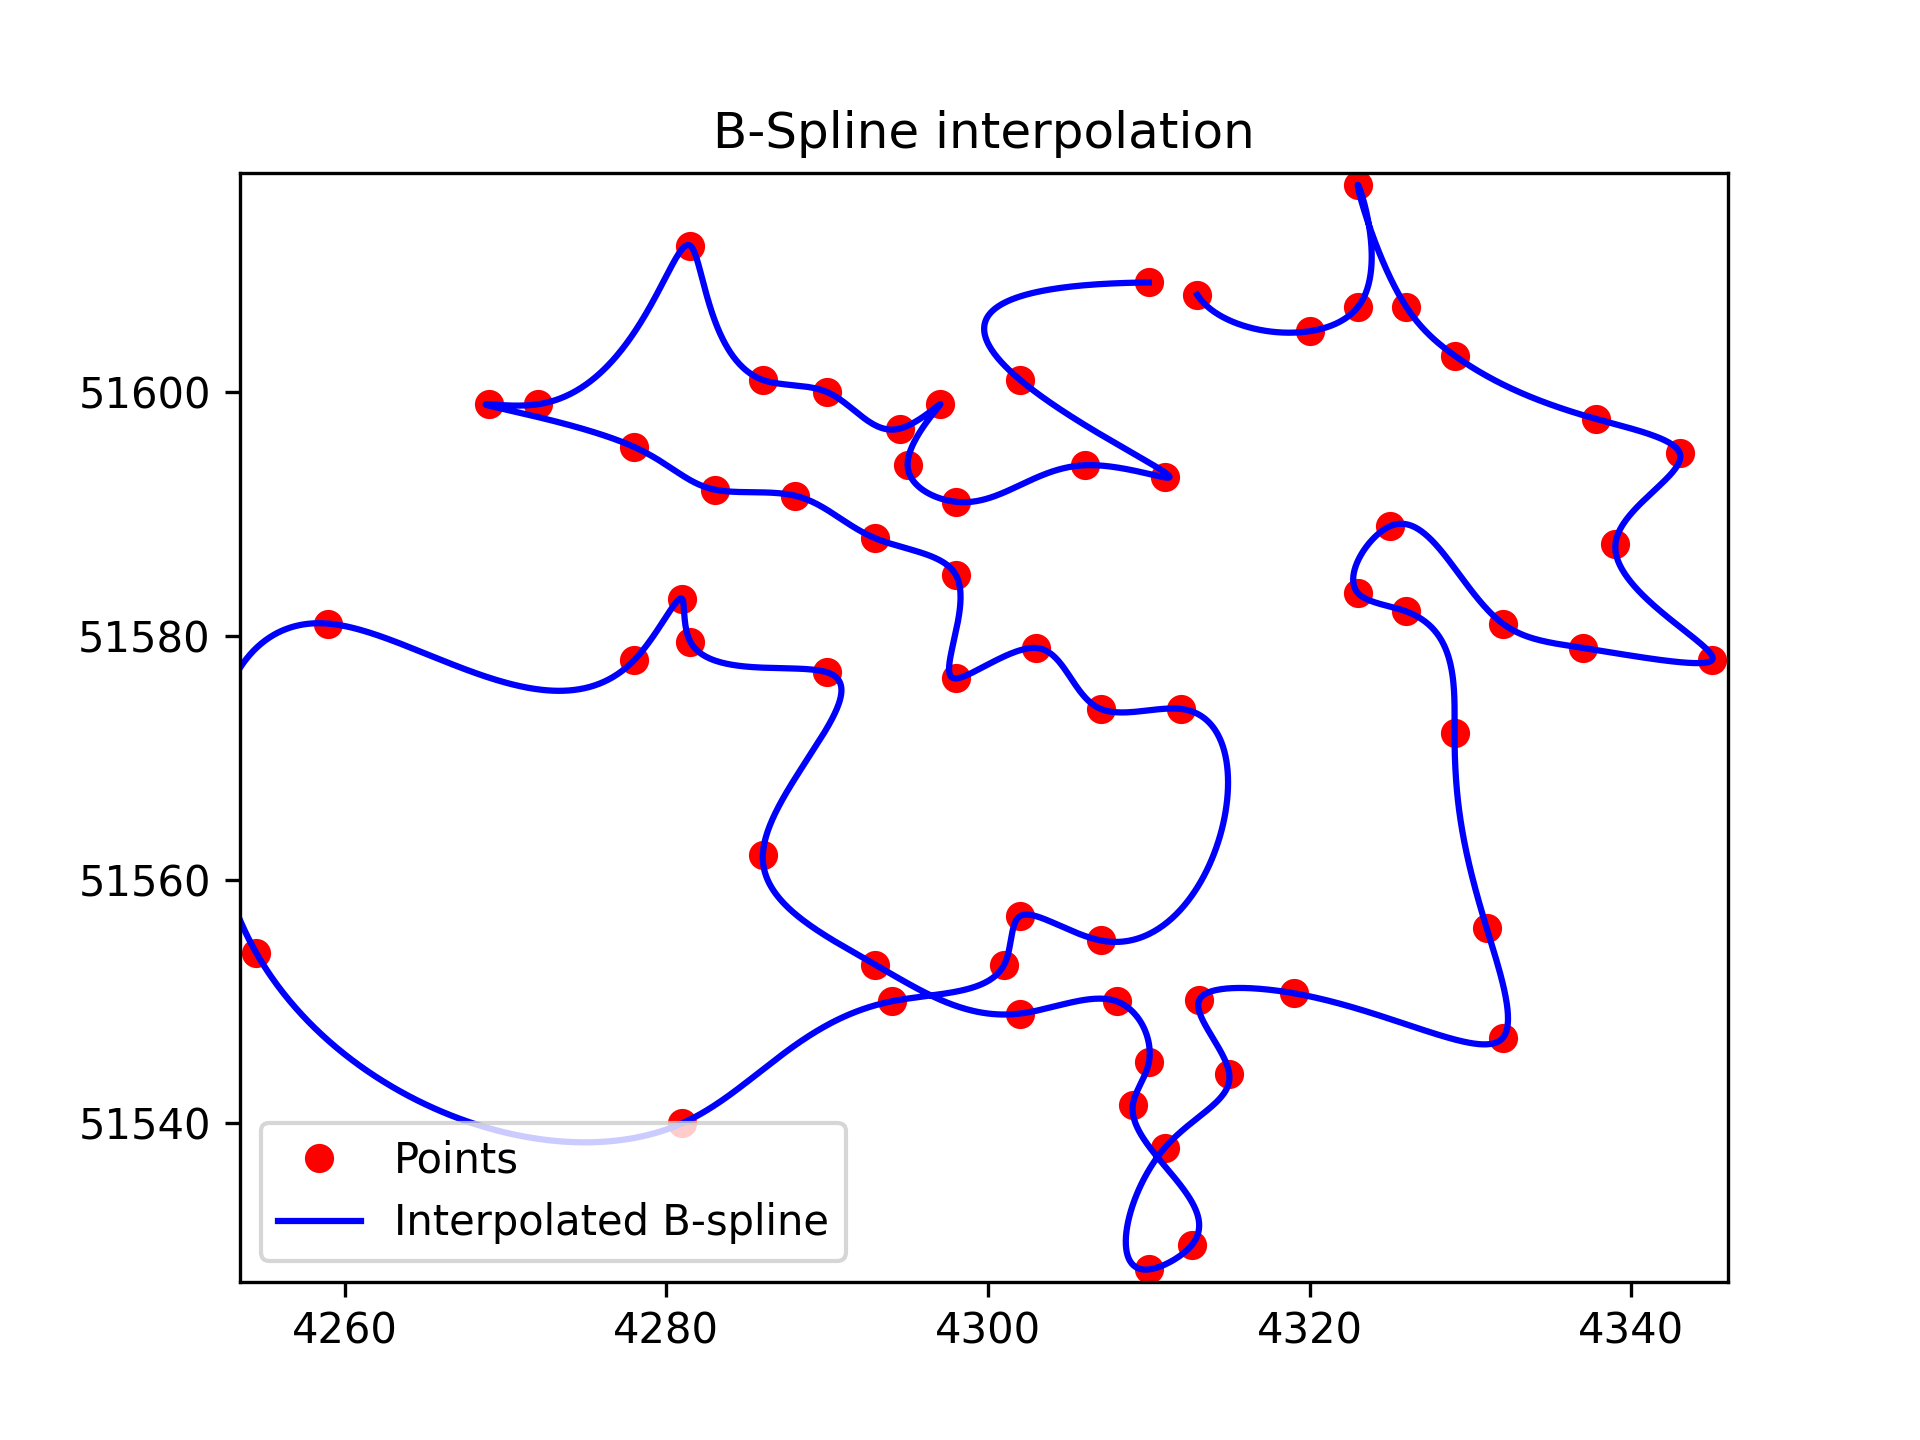 B-Spline interpolation
51600
51580
51560
51540
Points
Interpolated B-spline
4260 4280 4300 4320 4340